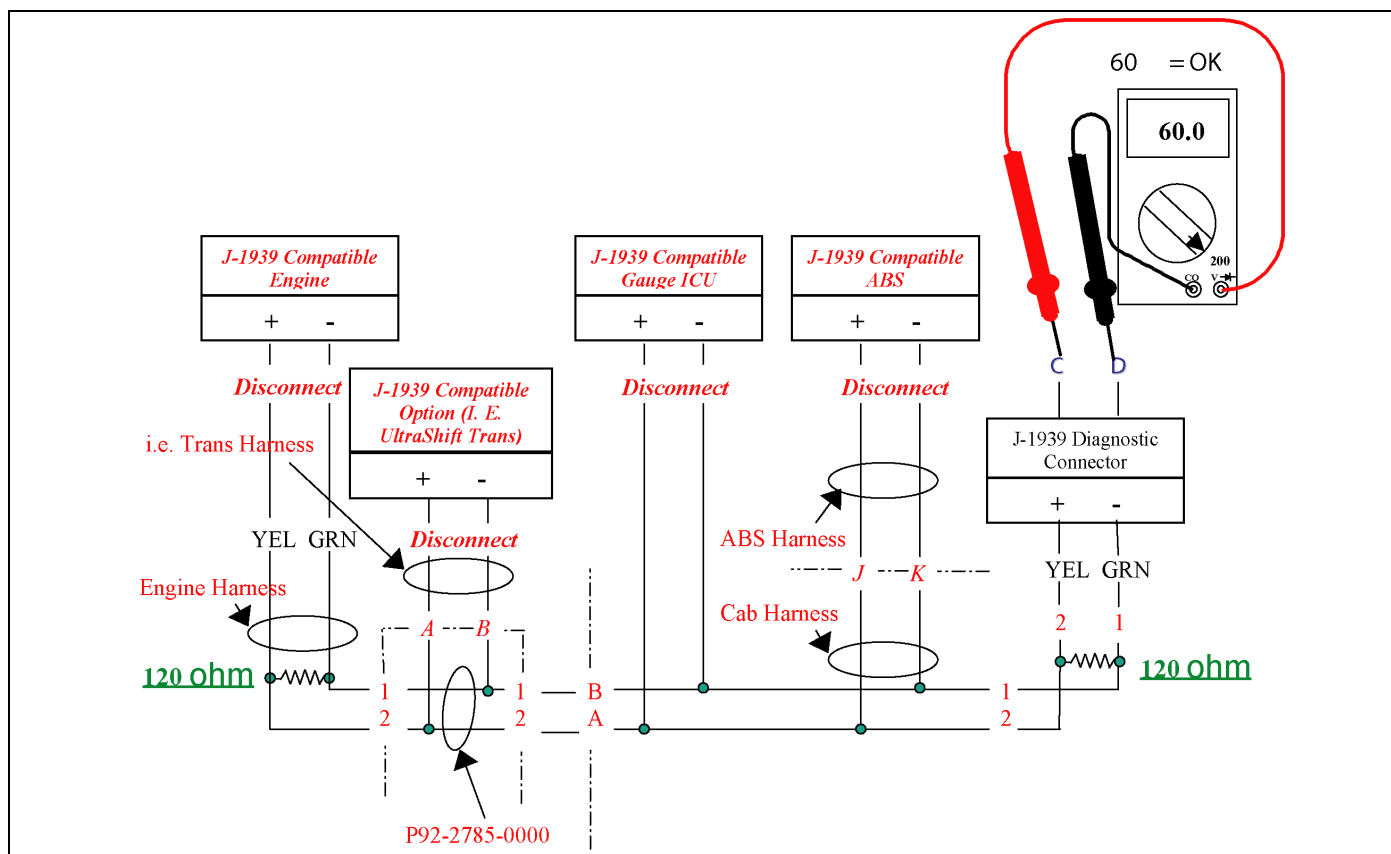 60 = OK
60.0
200
CO V
J-1939 Compatible
Engine
+ -
J-1939 Compatible
Gauge ICU
+ -
J-1939 Compatible
ABS
+ -
C D
Disconnect
Disconnect
Disconnect
J-1939 Compatible
Option (I. E.
UltraShift Trans)
+ -
i.e. Trans Harness
J-1939 Diagnostic
Connector
+ -
YEL GRN
Disconnect
ABS Harness
J K
YEL GRN
Engine Harness
A B
Cab Harness
2 1
120 ohm
120 ohm
1 1 B 1
2 2 A 2
P92-2785-0000